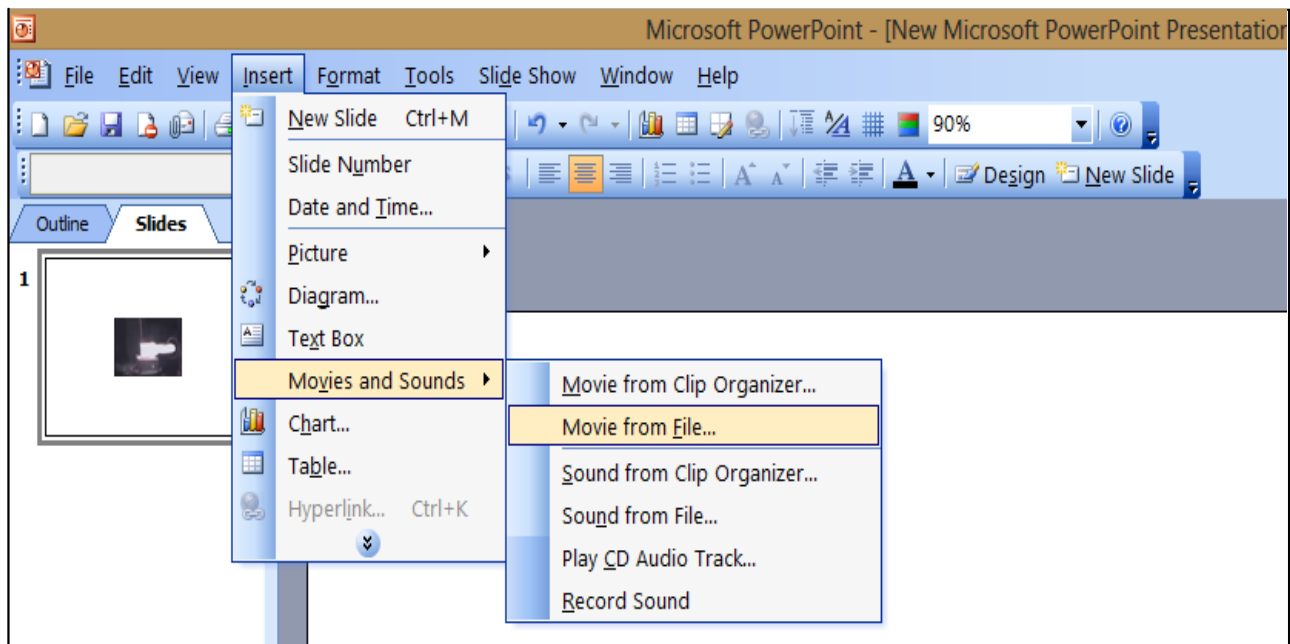 Microsoft PowerPoint - [New Microsoft PowerPoint Presentation
File Edit View Insert Format Tools Slide Show Window Help
90%
Design New Slide
Outline Slides
1
New Slide Ctrl+M
Slide Number
Date and Time...
Picture
Diagram...
Text Box
Movies and Sounds
Chart...
Table...
Hyperlink... Ctrl+K
Movie from Clip Organizer...
Movie from File...
Sound from Clip Organizer...
Sound from File...
Play CD Audio Track...
Record Sound